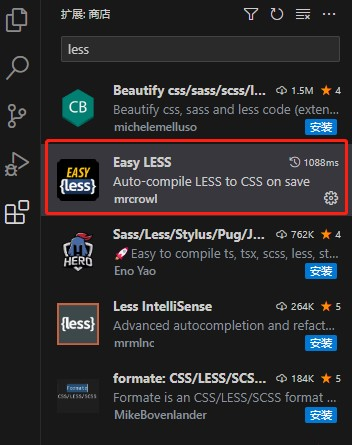 扩展: 商店
less
CB
Beautify css/sass/scss/l... 1.5M ★ 4
Beautify css, sass and less code (exten...
michelemelluso 安装
EASY
{less}
Easy LESS 1088ms
Auto-compile LESS to CSS on save
mrcrowl
HERO
Sass/Less/Stylus/Pug/J... 762K ★ 4
🚀Easy to compile ts, tsx, scss, less, st...
Eno Yao 安装
{less}
Less IntelliSense 264K ★ 5
Advanced autocompletion and refact...
mrmlnc 安装
Formate
CSS/LESS/SCSS
formate: CSS/LESS/SCS... 184K ★ 5
Formate is an CSS/LESS/SCSS format ...
MikeBovenlander 安装